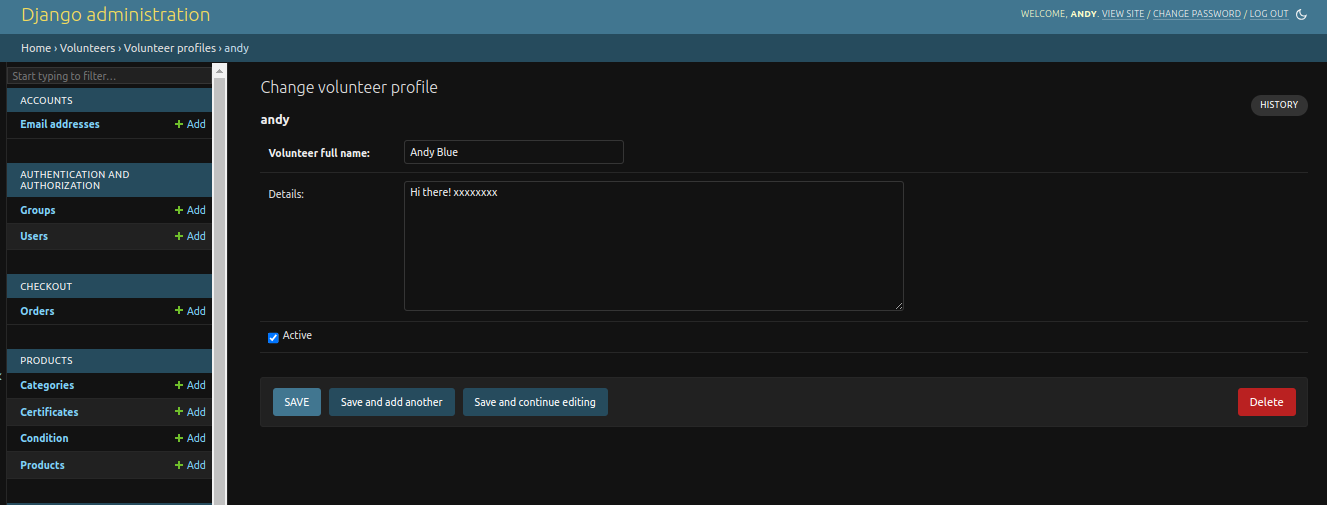 Django administration
WELCOME, ANDY. VIEW SITE / CHANGE PASSWORD / LOG OUT
Home › Volunteers › Volunteer profiles › andy
Start typing to filter…
ACCOUNTS
Email addresses + Add
AUTHENTICATION AND
AUTHORIZATION
Groups + Add
Users + Add
CHECKOUT
Orders + Add
PRODUCTS
Categories + Add
Certificates + Add
Condition + Add
Products + Add
Change volunteer profile
HISTORY
andy
Volunteer full name: Andy Blue
Details: Hi there! xxxxxxxx
Active
SAVE Save and add another Save and continue editing Delete